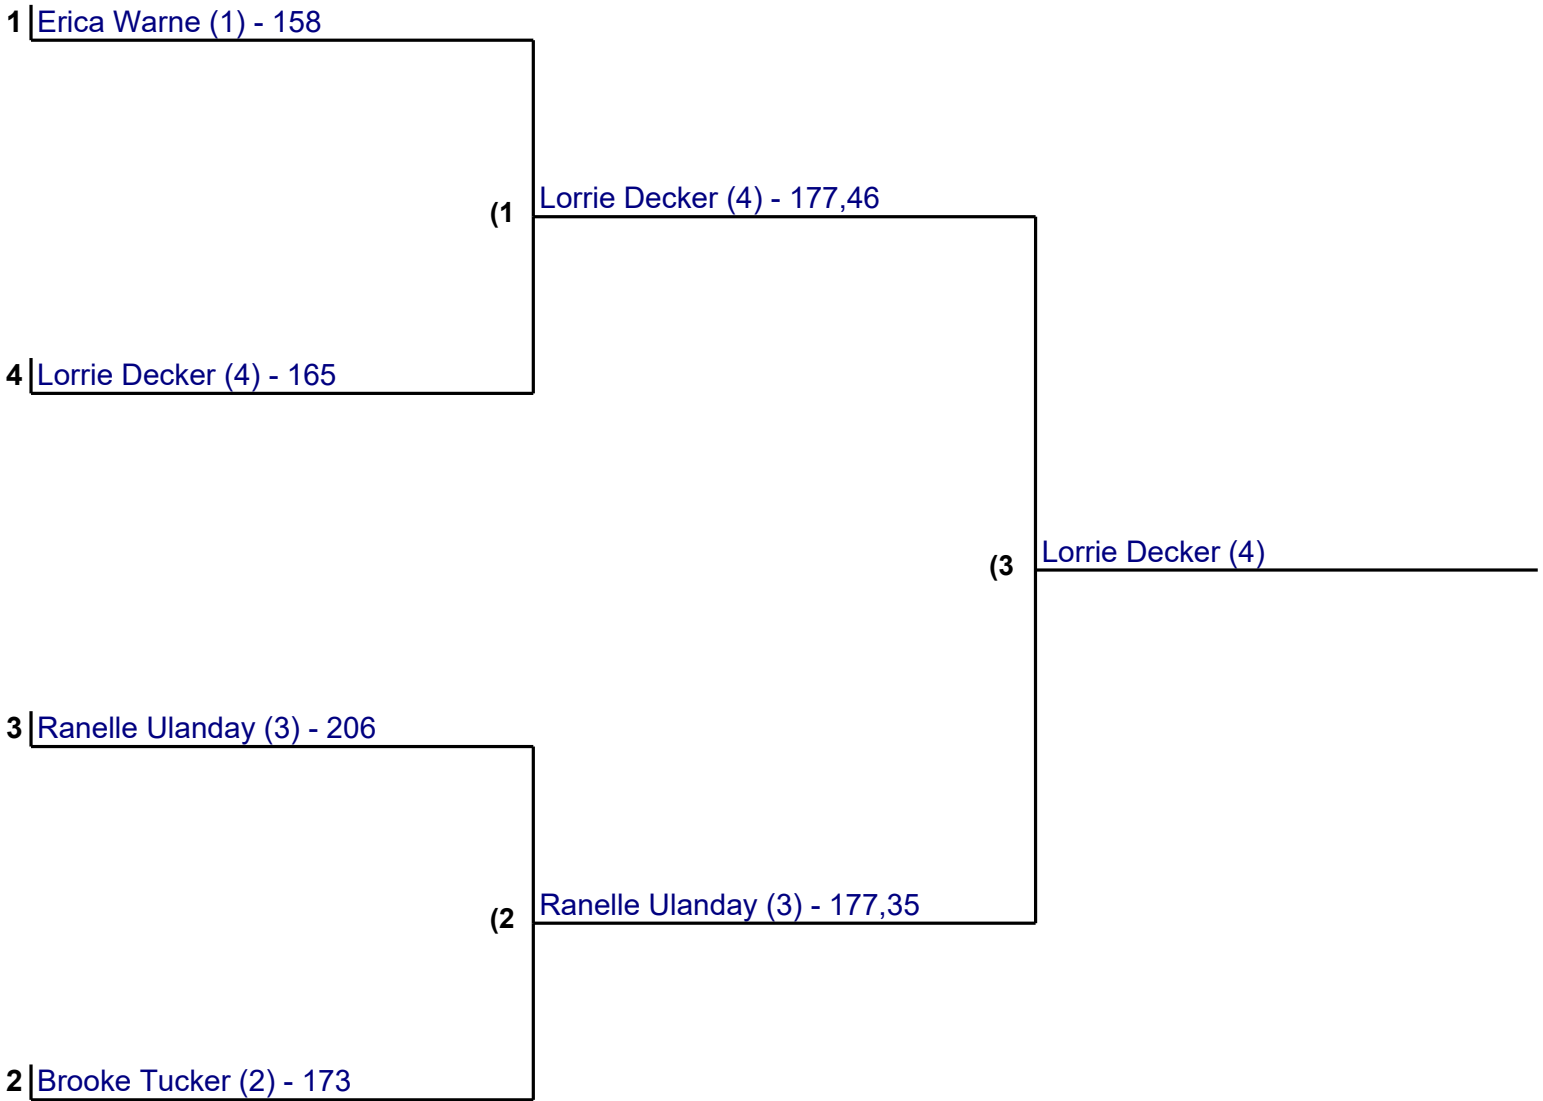 1 Erica Warne (1) - 158
(1 Lorrie Decker (4) - 177,46
4 Lorrie Decker (4) - 165
(3 Lorrie Decker (4)
3 Ranelle Ulanday (3) - 206
(2 Ranelle Ulanday (3) - 177,35
2 Brooke Tucker (2) - 173